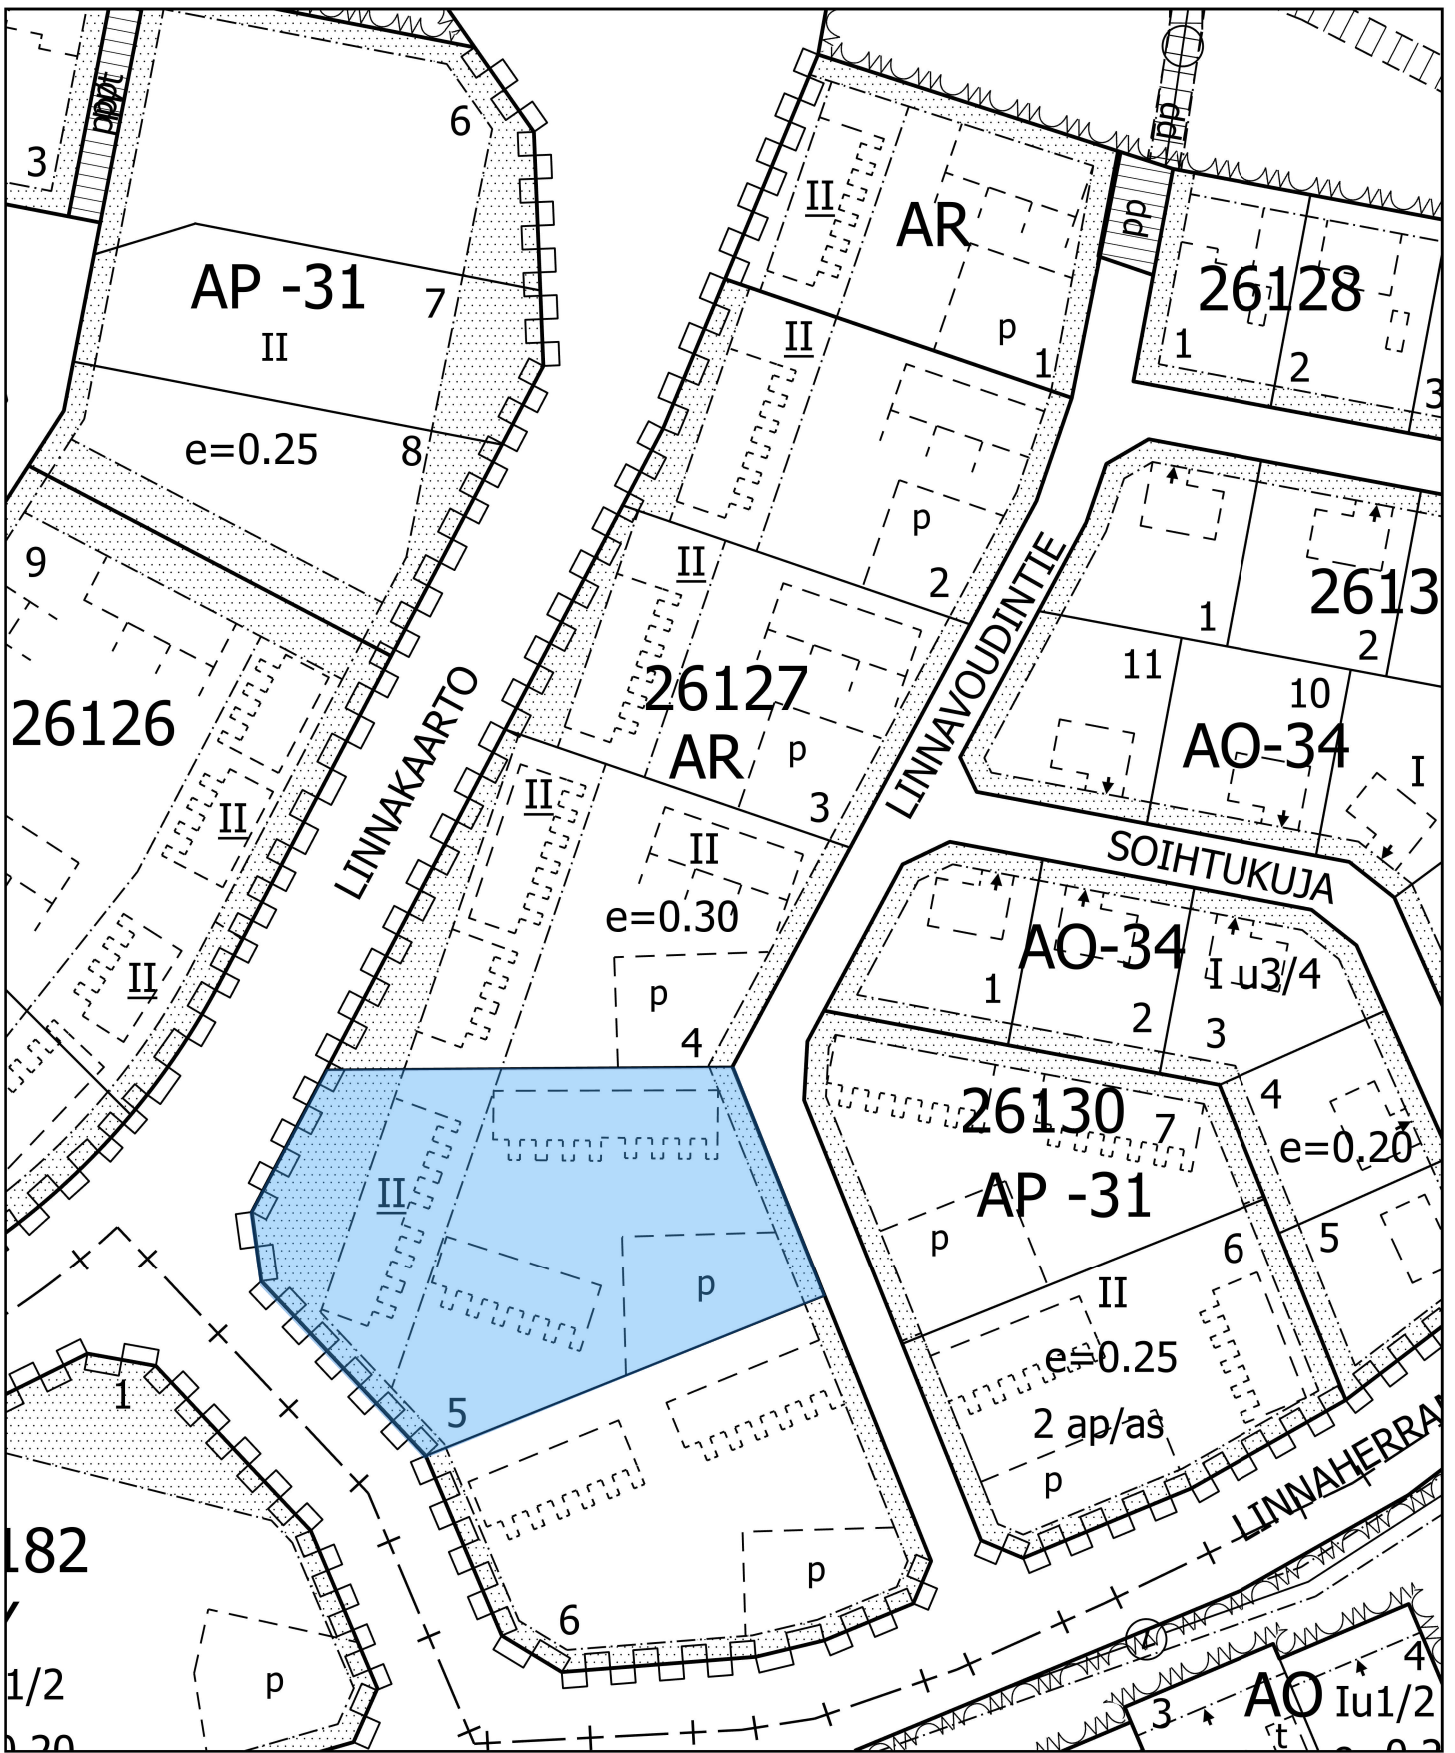 ppt
6
3
pp
II
AR
pp
AP -31
7
26128
II
II
p
1
1
2
3
e=0.25
8
p
9
II
2
LINNAVOUDINTIE
1
2613
2
26126
26127
11
10
LINNAKAARTO
AR
p
AO-34
I
II
3
II
II
SOIHTUKUJA
e=0.30
AO-34
II
p
1
2
I u3/4
3
4
26130
7
4
e=0.20
II
AP -31
p
p
6
5
II
e=0.25
5
1
2 ap/as
p
LINNAHERRAN
182
p
6
1/2
p
4
AO
Iu1/2
3
t